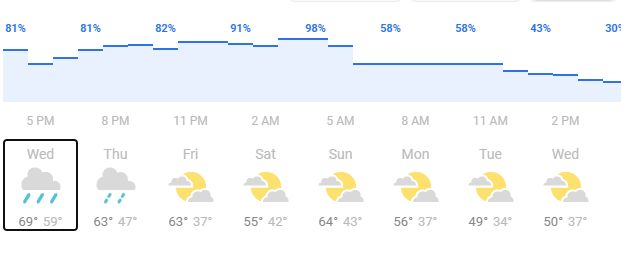 81% 81% 82% 91% 98% 58% 58% 43% 30%
5 PM 8 PM 11 PM 2 AM 5 AM 8 AM 11 AM 2 PM
Wed Thu Fri Sat Sun Mon Tue Wed
69° 59° 63° 47° 63° 37° 55° 42° 64° 43° 56° 37° 49° 34° 50° 37°